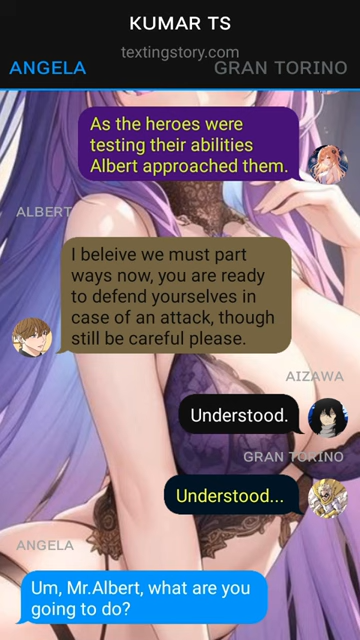 KUMAR TS
textingstory.com
ANGELA
GRAN TORINO
As the heroes were
testing their abilities
Albert approached them.
ALBERT
I beleive we must part
ways now, you are ready
to defend yourselves in
case of an attack, though
still be careful please.
AIZAWA
Understood.
GRAN TORINO
Understood...
ANGELA
Um, Mr.Albert, what are you
going to do?